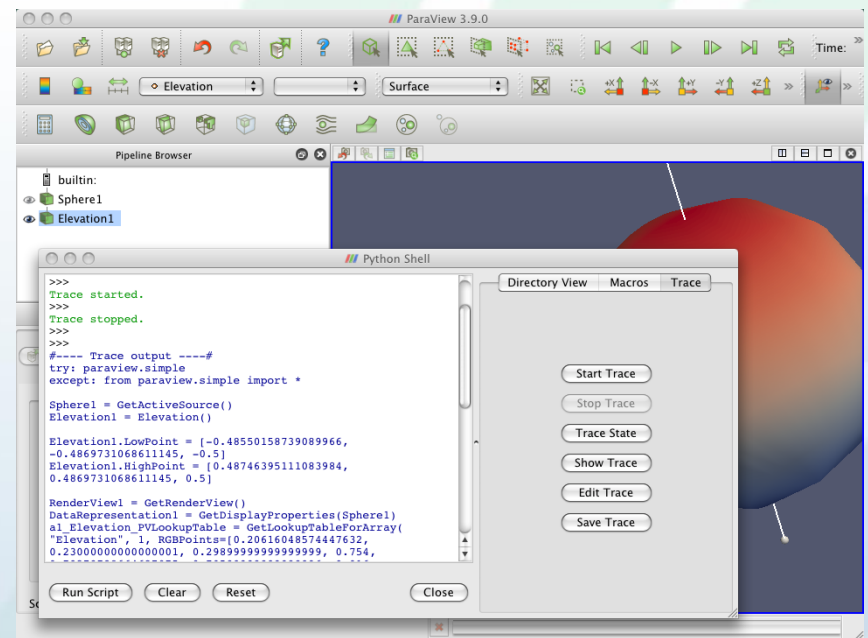 ParaView 3.9.0
Time:
Elevation
Surface
+X
-X
+Y
-Y
+Z
Pipeline Browser
builtin:
Sphere1
Elevation1
Python Shell
>>>
Trace started.
>>>
Trace stopped.
>>>
>>>
#---- Trace output ----#
try: paraview.simple
except: from paraview.simple import *
Sphere1 = GetActiveSource()
Elevation1 = Elevation()
Elevation1.LowPoint = [-0.48550158739089966,
-0.4869731068611145, -0.5]
Elevation1.HighPoint = [0.48746395111083984,
0.4869731068611145, 0.5]
RenderView1 = GetRenderView()
DataRepresentation1 = GetDisplayProperties(Sphere1)
a1_Elevation_PVLookupTable = GetLookupTableForArray(
"Elevation", 1, RGBPoints=[0.20616048574447632,
0.23000000000000001, 0.29899999999999999, 0.754,
Run Script
Clear
Reset
Close
Directory View
Macros
Trace
Start Trace
Stop Trace
Trace State
Show Trace
Edit Trace
Save Trace